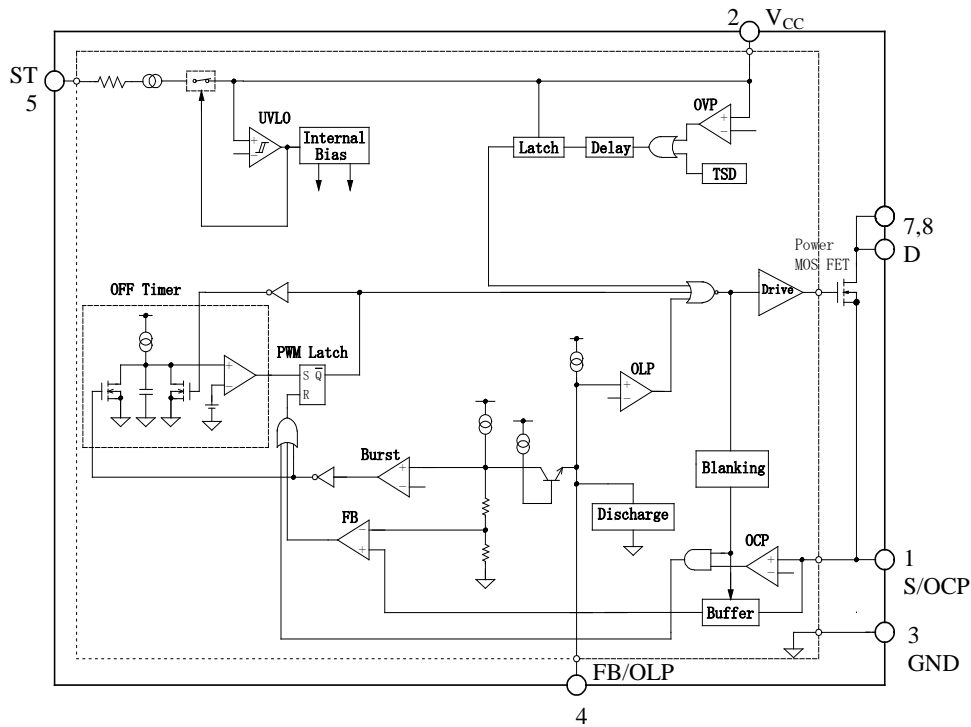 2 VCC
ST
5
OVP
UVLO
Internal
Bias
Latch
Delay
TSD
7,8
D
Power
MOS FET
OFF Timer
Drive
PWM Latch
OLP
S Q̅
R
Burst
Blanking
FB
Discharge
OCP
1
S/OCP
Buffer
3
GND
FB/OLP
4